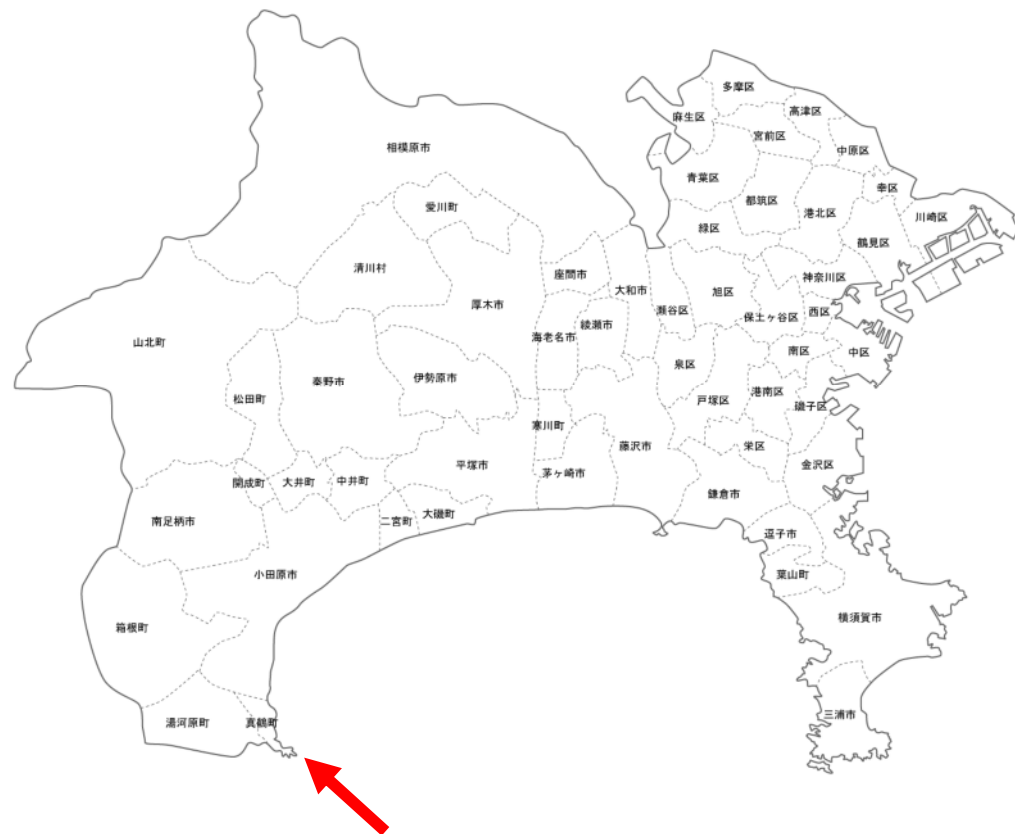 多摩区
麻生区
高津区
宮前区
中原区
相模原市
青葉区
幸区
愛川町
都筑区
港北区
川崎区
緑区
鶴見区
清川村
座間市
神奈川区
大和市
旭区
厚木市
瀬谷区
西区
保土ヶ谷区
綾瀬市
海老名市
山北町
南区
中区
泉区
秦野市
伊勢原市
港南区
松田町
戸塚区
磯子区
寒川町
藤沢市
栄区
平塚市
金沢区
茅ヶ崎市
開成町
大井町
中井町
鎌倉市
大磯町
南足柄市
二宮町
逗子市
小田原市
葉山町
横須賀市
箱根町
三浦市
湯河原町
真鶴町